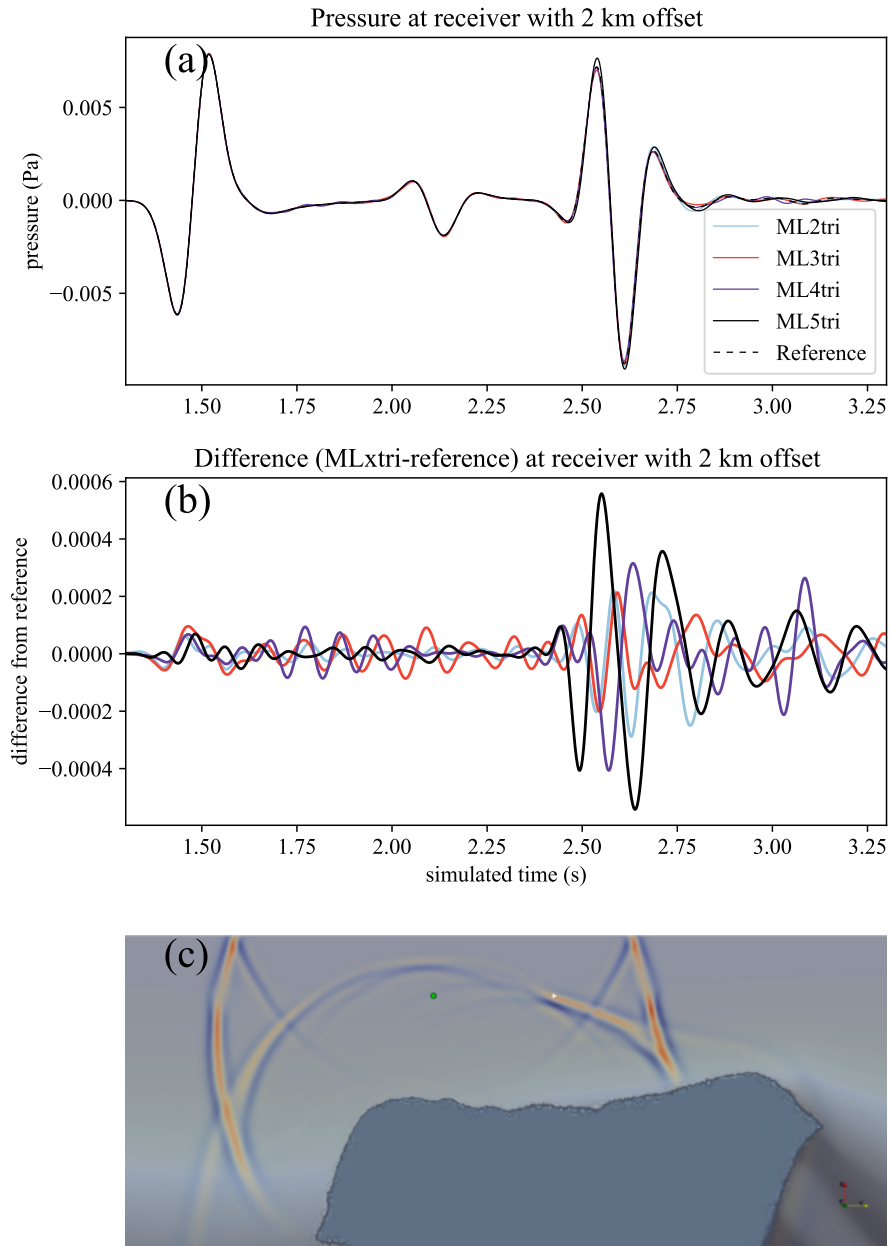 Pressure at receiver with 2 km offset
(a)
pressure (Pa)
0.005
0.000
−0.005
ML2tri
ML3tri
ML4tri
ML5tri
Reference
1.50 1.75 2.00 2.25 2.50 2.75 3.00 3.25
Difference (MLxtri-reference) at receiver with 2 km offset
(b)
difference from reference
0.0006
0.0004
0.0002
0.0000
−0.0002
−0.0004
1.50 1.75 2.00 2.25 2.50 2.75 3.00 3.25
simulated time (s)
(c)